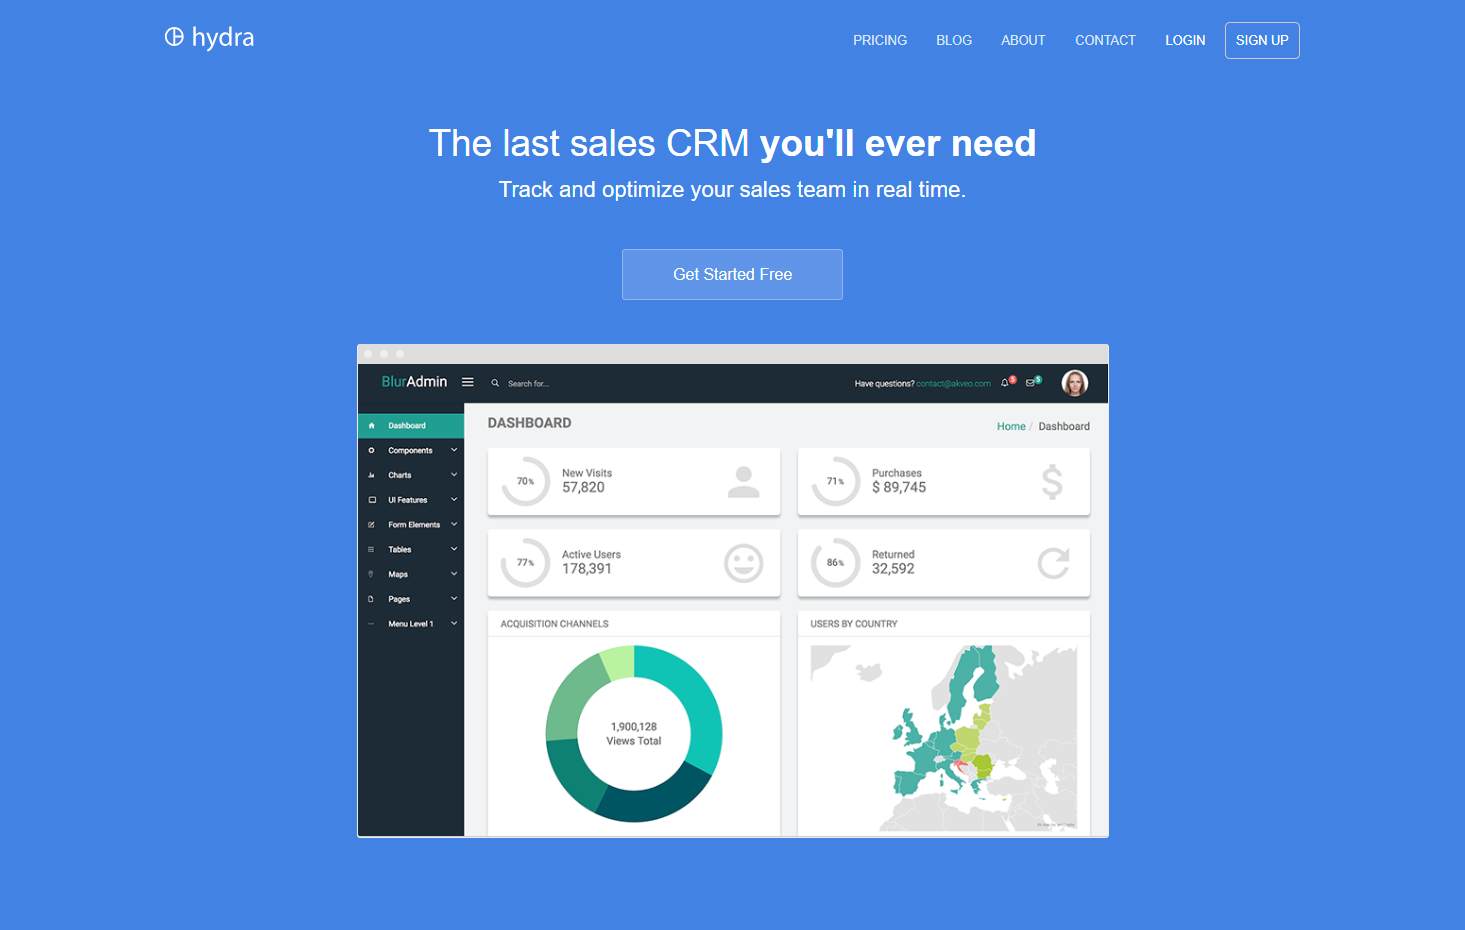 hydra
PRICING BLOG ABOUT CONTACT LOGIN SIGN UP
The last sales CRM you'll ever need
Track and optimize your sales team in real time.
Get Started Free
BlurAdmin Search for... Have questions? contact@akveo.com 5 5
Dashboard
Components
Charts
UI Features
Form Elements
Tables
Maps
Pages
Menu Level 1
DASHBOARD
Home / Dashboard
70%
New Visits
57,820
71%
Purchases
$ 89,745
77%
Active Users
178,391
86%
Returned
32,592
ACQUISITION CHANNELS
1,900,128
Views Total
USERS BY COUNTRY